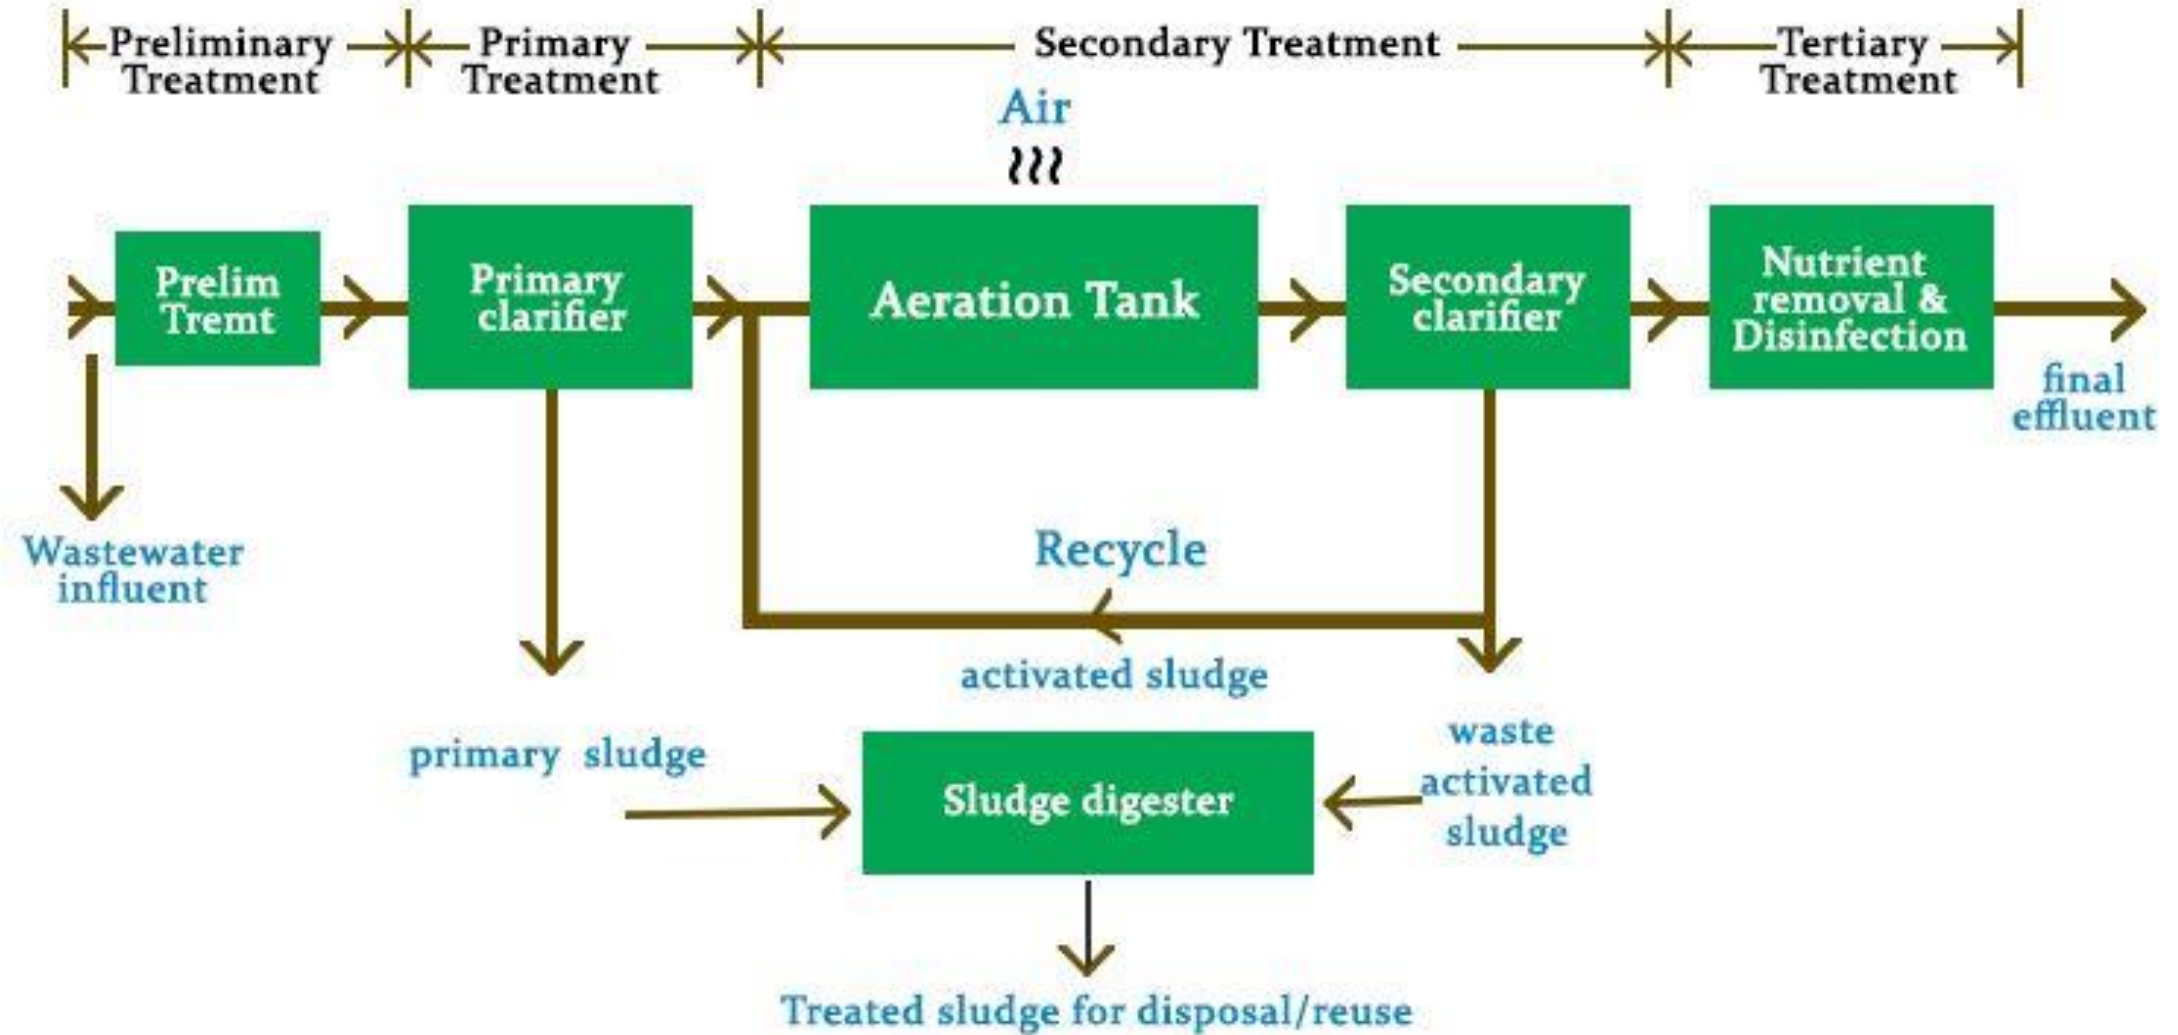 Preliminary
Treatment
Primary
Treatment
Secondary Treatment
Tertiary
Treatment
Air
Prelim
Tremt
Primary
clarifier
Aeration Tank
Secondary
clarifier
Nutrient
removal &
Disinfection
final
effluent
Wastewater
influent
Recycle
activated sludge
primary sludge
Sludge digester
waste
activated
sludge
Treated sludge for disposal/reuse